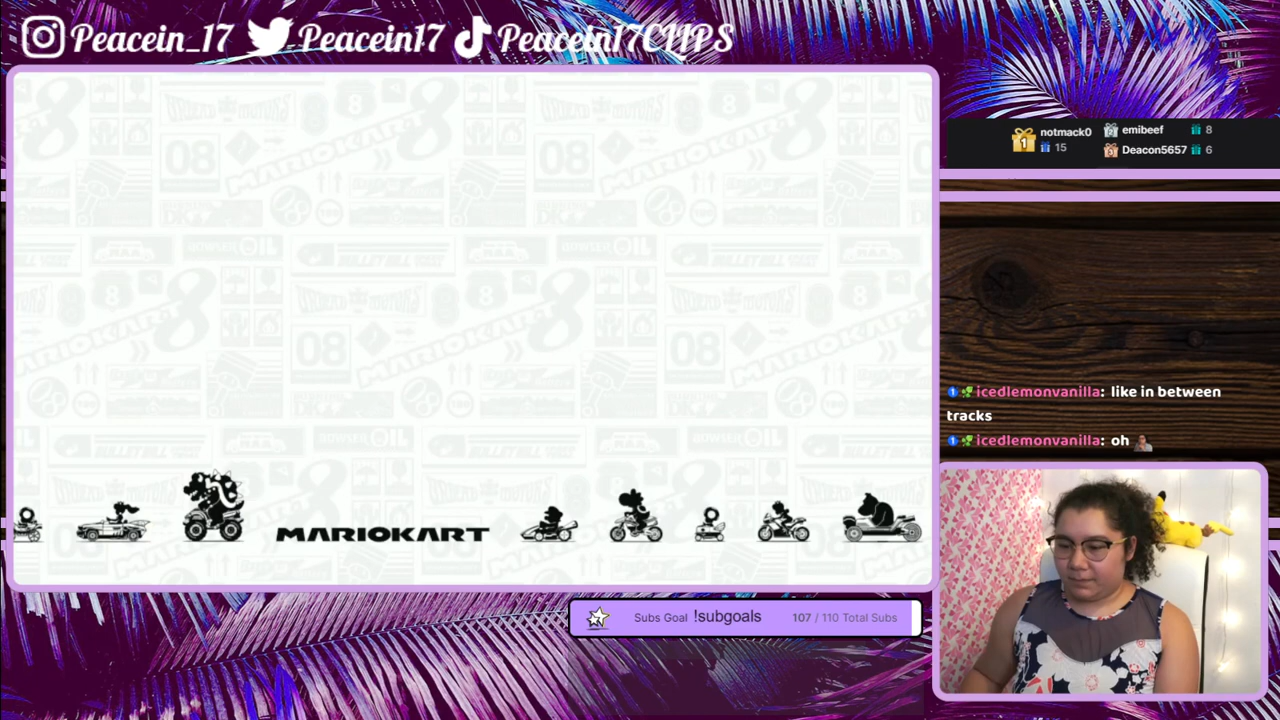 Peacein_17 Peacein17 Peacein17ClIPS
notmack0
15
emibeef 8
Deacon5657 6
icedlemonvanilla: like in between
tracks
icedlemonvanilla: oh
MARIOKART
Subs Goal !subgoals 107 / 110 Total Subs